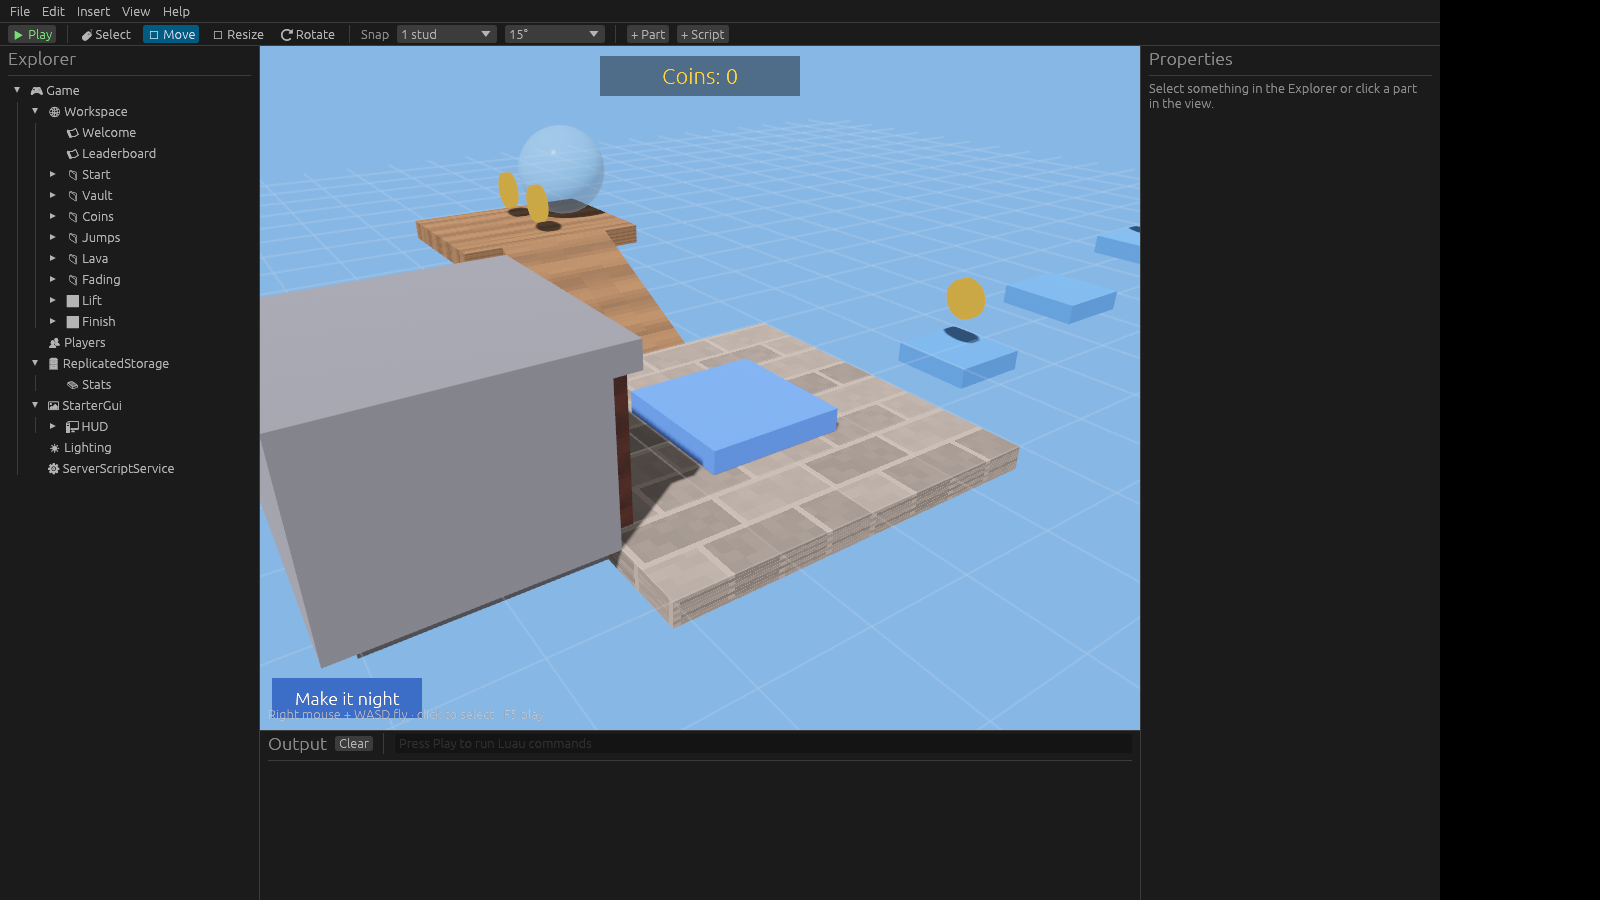 File Edit Insert View Help
Play Select Move Resize Rotate Snap 1 stud 15° + Part + Script
Explorer
Game
Workspace
Welcome
Leaderboard
Start
Vault
Coins
Jumps
Lava
Fading
Lift
Finish
Players
ReplicatedStorage
Stats
StarterGui
HUD
Lighting
ServerScriptService
Coins: 0
Make it night
Right mouse + WASD fly · click to select · F5 play
Output Clear Press Play to run Luau commands
Properties
Select something in the Explorer or click a part
in the view.